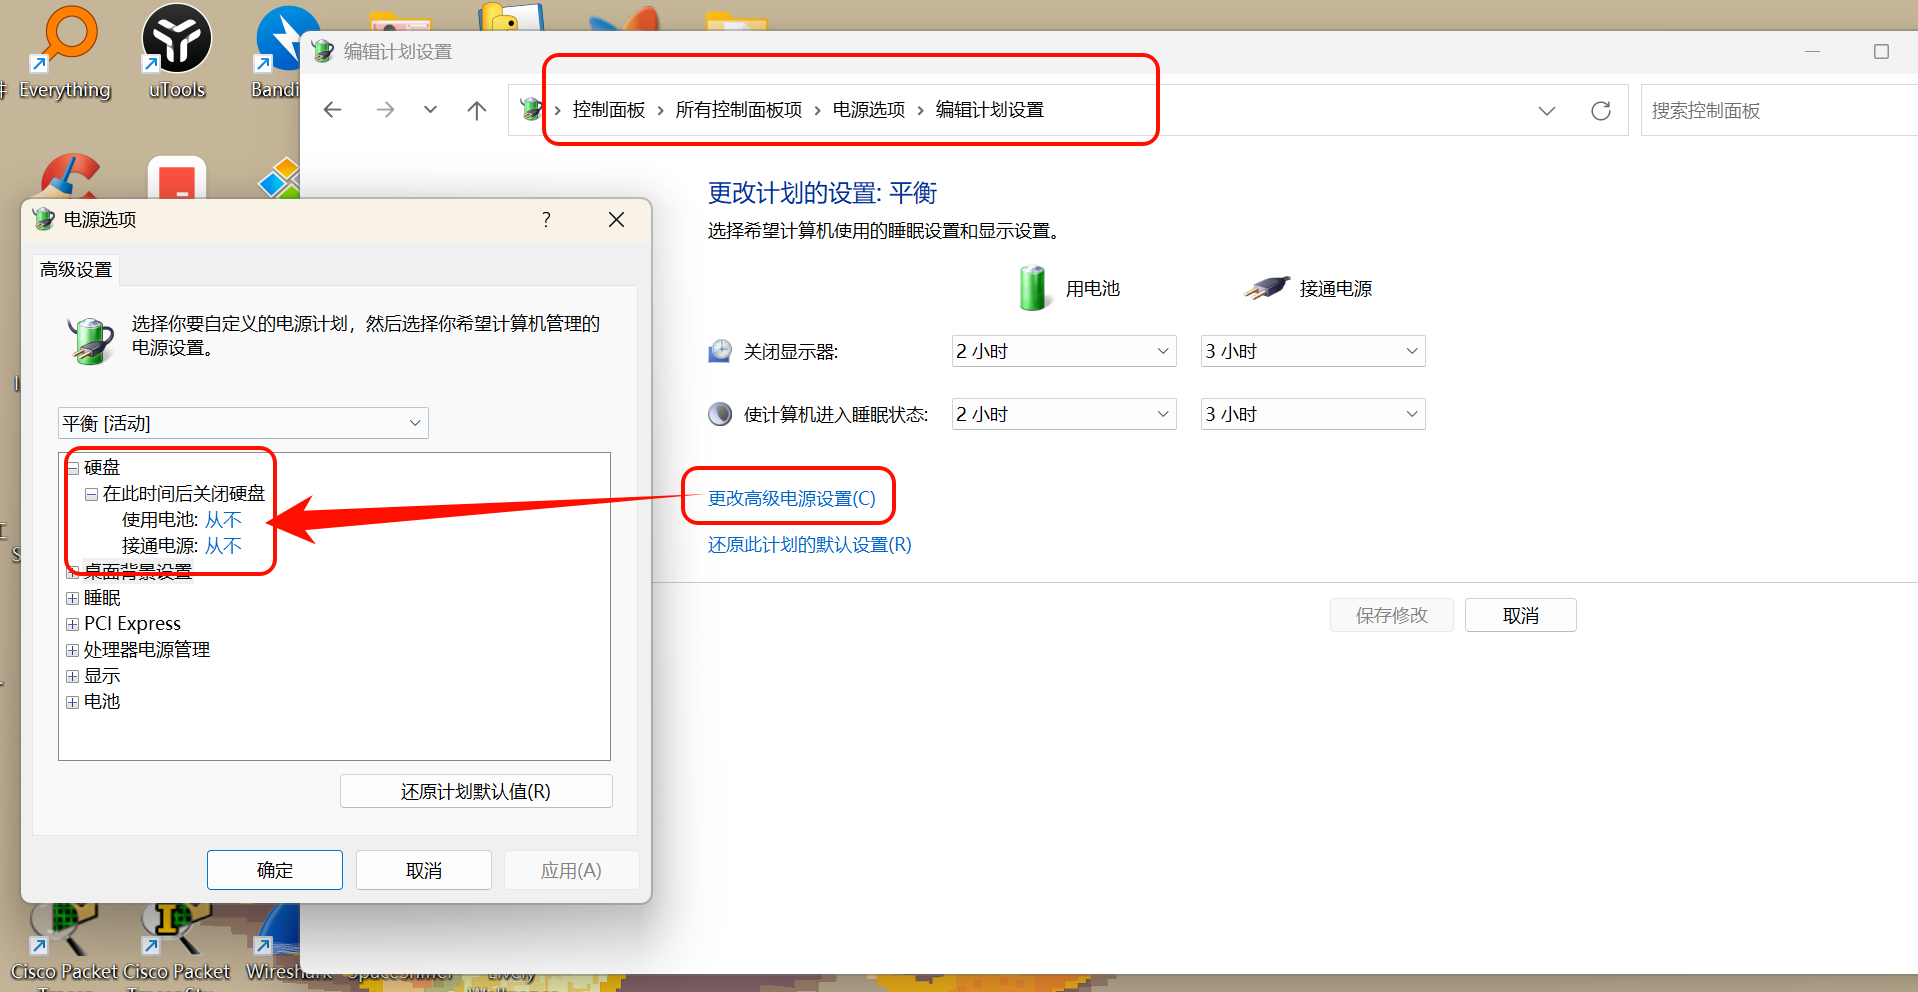 Everything
uTools
Bandi
编辑计划设置
控制面板 › 所有控制面板项 › 电源选项 › 编辑计划设置
搜索控制面板
更改计划的设置: 平衡
选择希望计算机使用的睡眠设置和显示设置。
用电池
接通电源
关闭显示器:
2 小时
3 小时
使计算机进入睡眠状态:
2 小时
3 小时
更改高级电源设置(C)
还原此计划的默认设置(R)
保存修改
取消
电源选项
?
高级设置
选择你要自定义的电源计划，然后选择你希望计算机管理的
电源设置。
平衡 [活动]
硬盘
在此时间后关闭硬盘
使用电池: 从不
接通电源: 从不
桌面背景设置
睡眠
PCI Express
处理器电源管理
显示
电池
还原计划默认值(R)
确定
取消
应用(A)
Cisco Packet
Cisco Packet
Wireshark